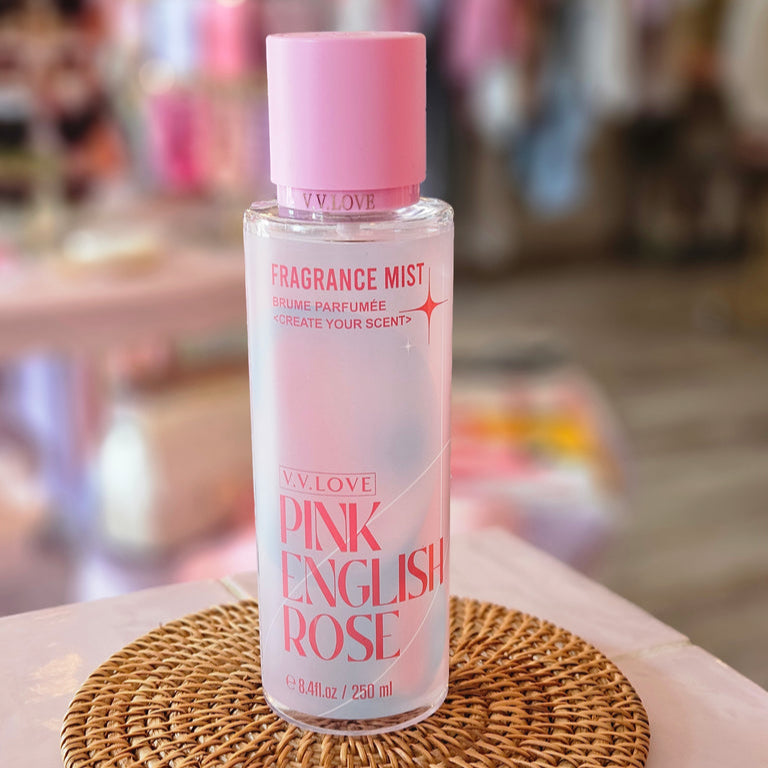 V.V.LOVE
FRAGRANCE MIST
BRUME PARFUMÉE
<CREATE YOUR SCENT>
V.V.LOVE
PINK
ENGLISH
ROSE
℮ 8.4fl.oz / 250 ml